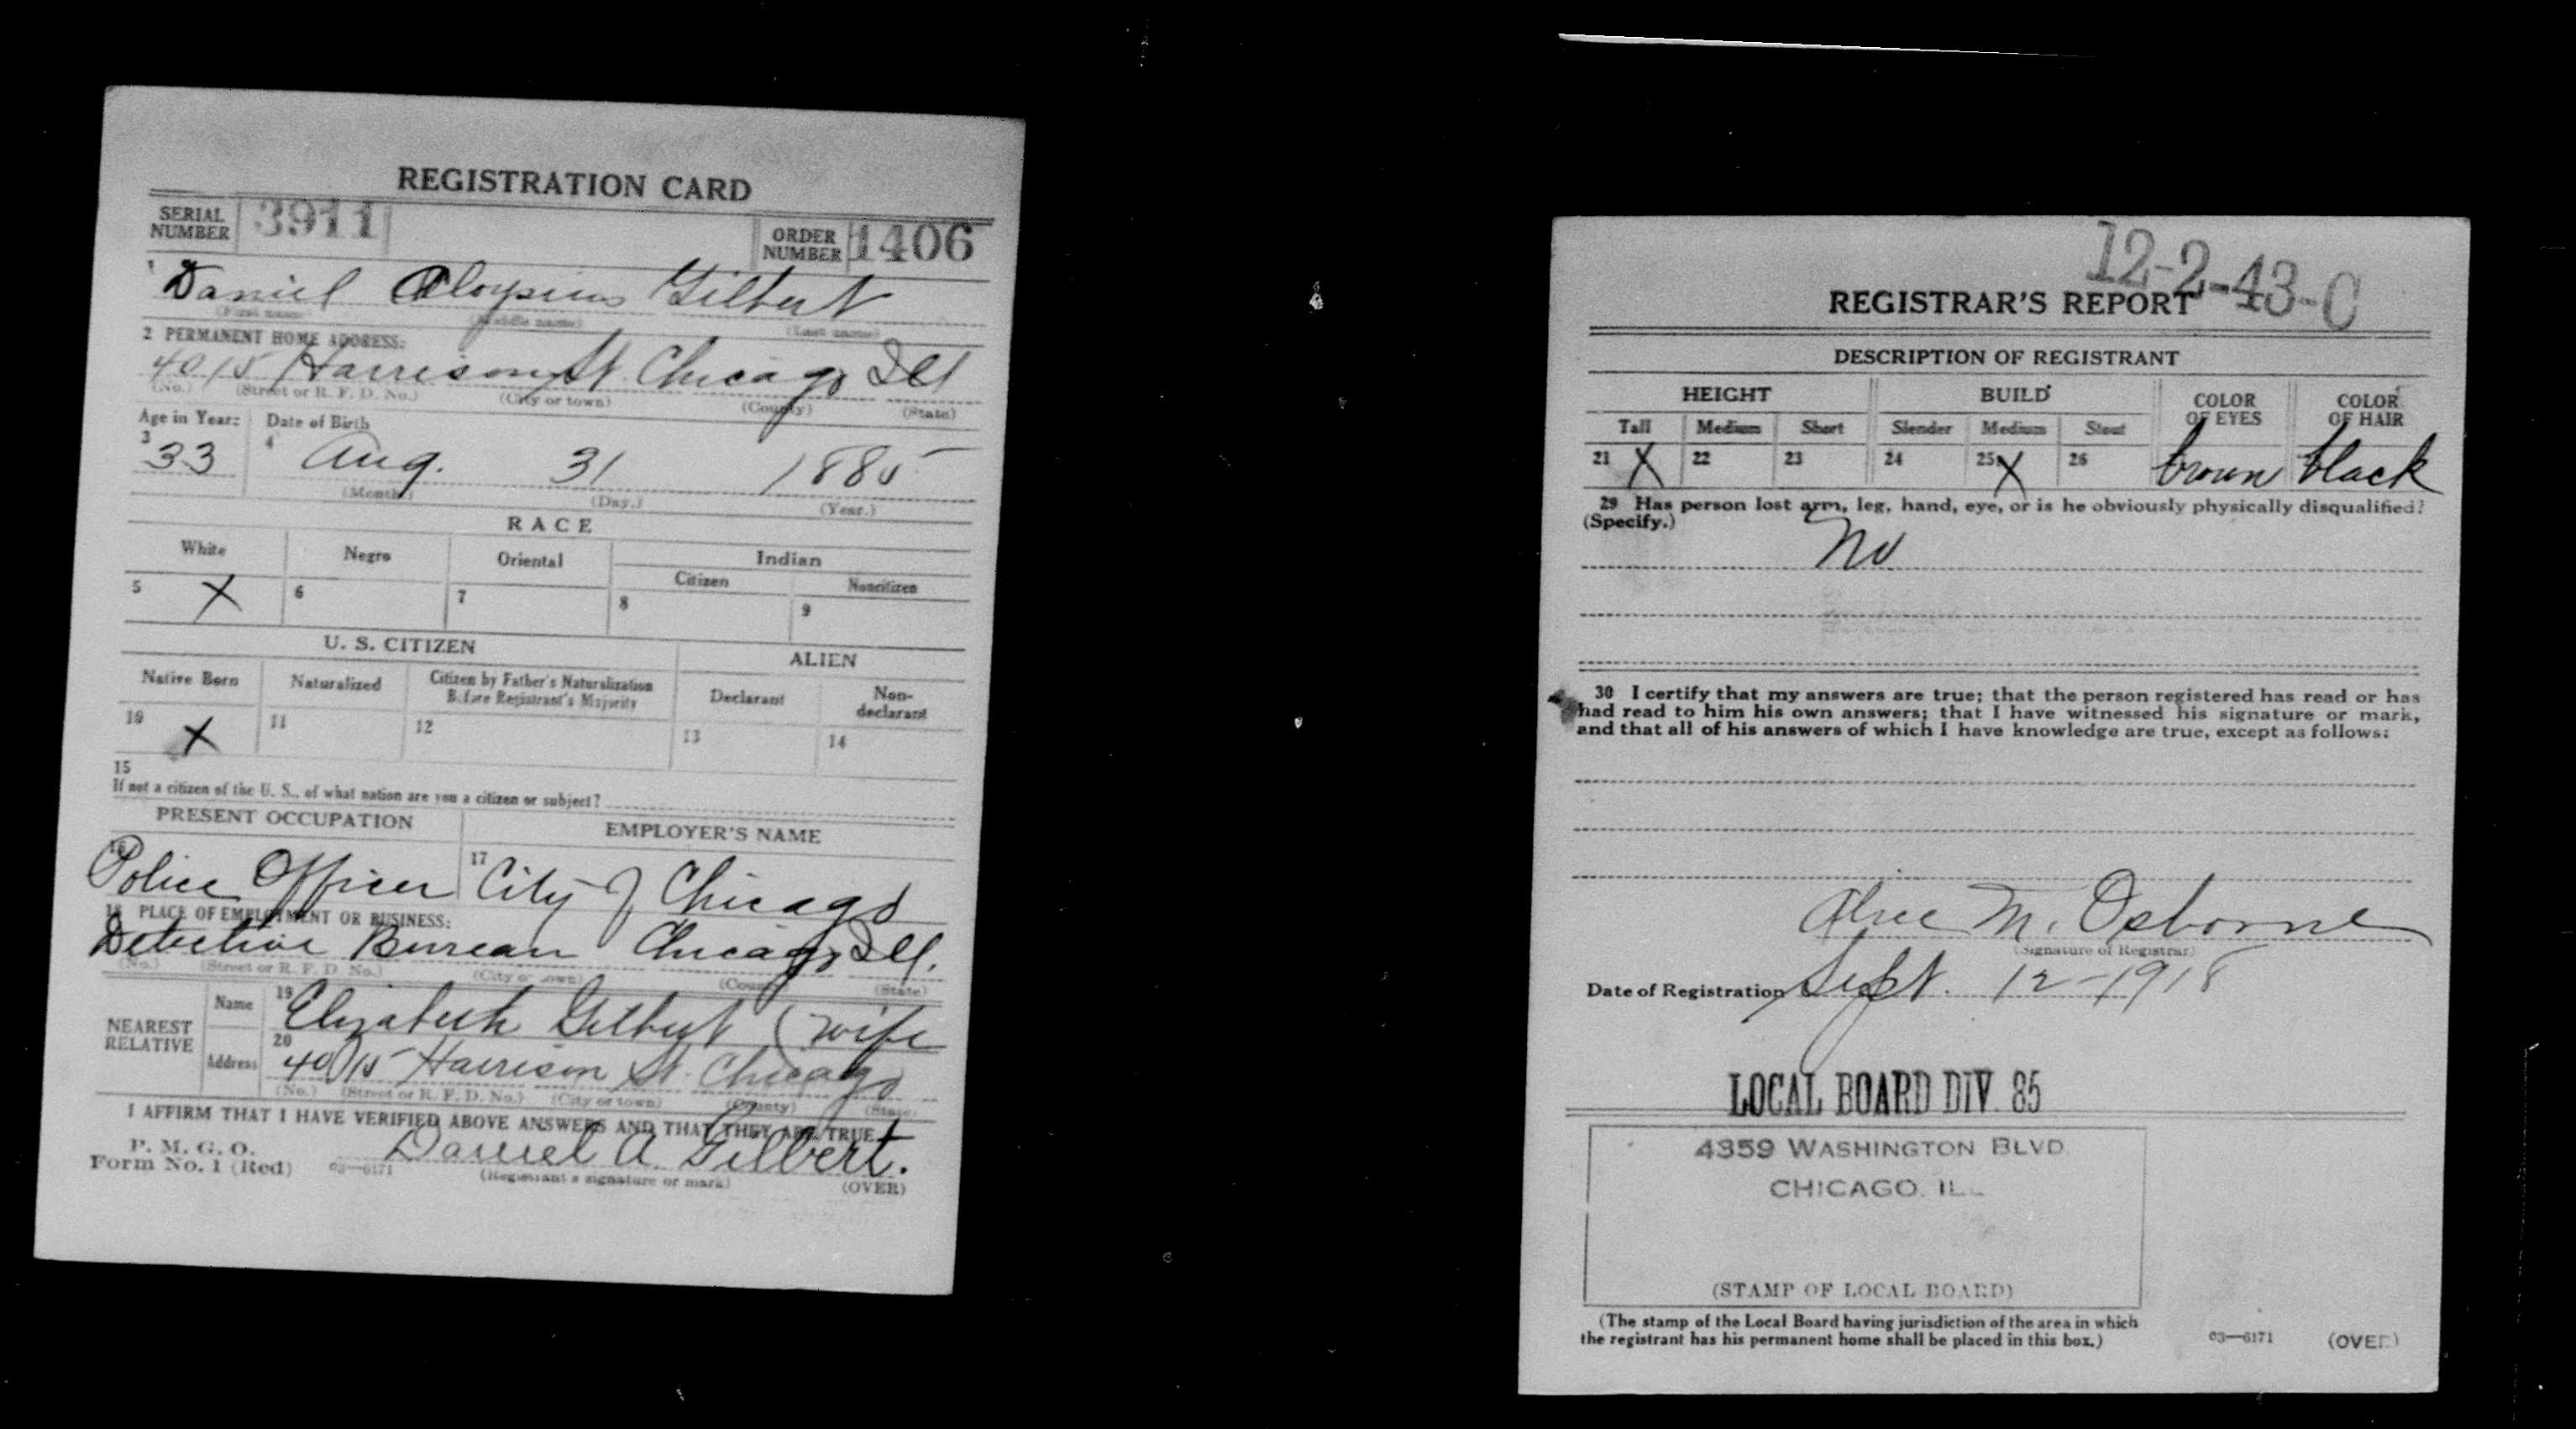 REGISTRATION CARD
SERIAL NUMBER 3911 ORDER NUMBER 1406
1 Daniel Aloysius Gilbert
(First name) (Middle name) (Last name)
2 PERMANENT HOME ADDRESS:
4015 Harrison St. Chicago Ill
(No.) (Street or R. F. D. No.) (City or town) (County) (State)
Age in Years Date of Birth
3 33 4 Aug. 31 1885
(Month.) (Day.) (Year.)
RACE
White Negro Oriental Indian
Citizen Noncitizen
5 X 6 7 8 9
U. S. CITIZEN ALIEN
Native Born Naturalized Citizen by Father's Naturalization Before Registrant's Majority Declarant Non-declarant
10 X 11 12 13 14
15
If not a citizen of the U. S., of what nation are you a citizen or subject?
PRESENT OCCUPATION EMPLOYER'S NAME
16 Police Officer 17 City of Chicago
18 PLACE OF EMPLOYMENT OR BUSINESS:
Detective Bureau Chicago Ill.
(No.) (Street or R. F. D. No.) (City or town) (County) (State)
NEAREST RELATIVE Name 19 Elizabeth Gilbert (wife
Address 20 4015 Harrison St. Chicago
(No.) (Street or R. F. D. No.) (City or town) (County) (State)
I AFFIRM THAT I HAVE VERIFIED ABOVE ANSWERS AND THAT THEY ARE TRUE
P. M. G. O.
Form No. 1 (Red) 03—6171 Daniel A. Gilbert.
(Registrant's signature or mark) (OVER)
12-2-43-C
REGISTRAR'S REPORT
DESCRIPTION OF REGISTRANT
HEIGHT BUILD COLOR OF EYES COLOR OF HAIR
Tall Medium Short Slender Medium Stout
21 X 22 23 24 25 X 26 brown black
29 Has person lost arm, leg, hand, eye, or is he obviously physically disqualified?
(Specify.)
No
30 I certify that my answers are true; that the person registered has read or has
had read to him his own answers; that I have witnessed his signature or mark,
and that all of his answers of which I have knowledge are true, except as follows:
Alice M. Osborne
(Signature of Registrar)
Date of Registration Sept. 12-1918
LOCAL BOARD DIV. 85
4359 WASHINGTON BLVD.
CHICAGO, ILL.
(STAMP OF LOCAL BOARD)
(The stamp of the Local Board having jurisdiction of the area in which
the registrant has his permanent home shall be placed in this box.)
03—6171 (OVER)